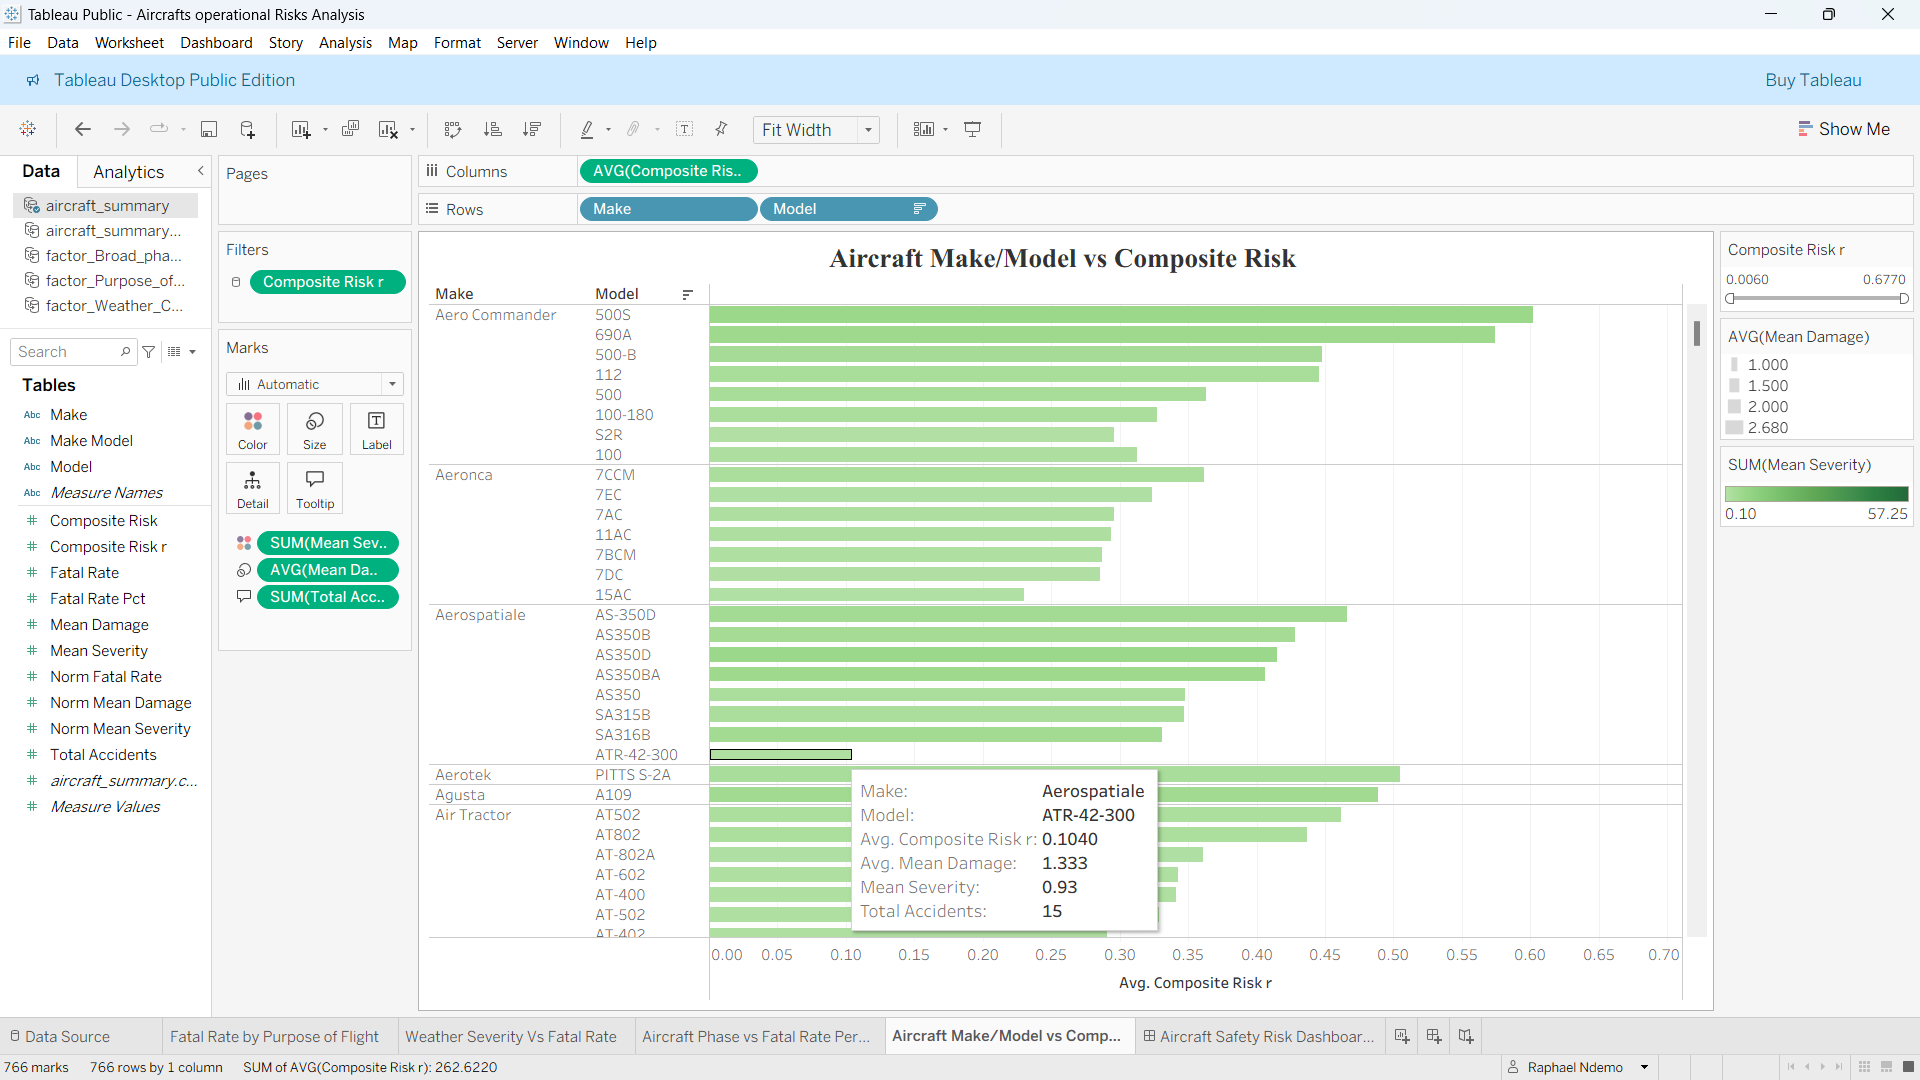 Tableau Public - Aircrafts operational Risks Analysis
File Data Worksheet Dashboard Story Analysis Map Format Server Window Help
Tableau Desktop Public Edition
Buy Tableau
Fit Width
Show Me
Data
Analytics
aircraft_summary
aircraft_summary...
factor_Broad_pha...
factor_Purpose_of...
factor_Weather_C...
Search
Tables
Abc Make
Abc Make Model
Abc Model
Abc Measure Names
Composite Risk
Composite Risk r
Fatal Rate
Fatal Rate Pct
Mean Damage
Mean Severity
Norm Fatal Rate
Norm Mean Damage
Norm Mean Severity
Total Accidents
aircraft_summary.c...
Measure Values
Pages
Filters
Composite Risk r
Marks
Automatic
Color Size Label
Detail Tooltip
SUM(Mean Sev..
AVG(Mean Da..
SUM(Total Acc..
Columns
AVG(Composite Ris..
Rows
Make Model
Aircraft Make/Model vs Composite Risk
Make Model
Aero Commander 500S
690A
500-B
112
500
100-180
S2R
100
Aeronca 7CCM
7EC
7AC
11AC
7BCM
7DC
15AC
Aerospatiale AS-350D
AS350B
AS350D
AS350BA
AS350
SA315B
SA316B
ATR-42-300
Aerotek PITTS S-2A
Agusta A109
Air Tractor AT502
AT802
AT-802A
AT-602
AT-400
AT-502
AT-402
Make: Aerospatiale
Model: ATR-42-300
Avg. Composite Risk r: 0.1040
Avg. Mean Damage: 1.333
Mean Severity: 0.93
Total Accidents: 15
0.00 0.05 0.10 0.15 0.20 0.25 0.30 0.35 0.40 0.45 0.50 0.55 0.60 0.65 0.70
Avg. Composite Risk r
Composite Risk r
0.0060 0.6770
AVG(Mean Damage)
1.000
1.500
2.000
2.680
SUM(Mean Severity)
0.10 57.25
Data Source
Fatal Rate by Purpose of Flight
Weather Severity Vs Fatal Rate
Aircraft Phase vs Fatal Rate Per...
Aircraft Make/Model vs Comp...
Aircraft Safety Risk Dashboar...
766 marks 766 rows by 1 column SUM of AVG(Composite Risk r): 262.6220
Raphael Ndemo